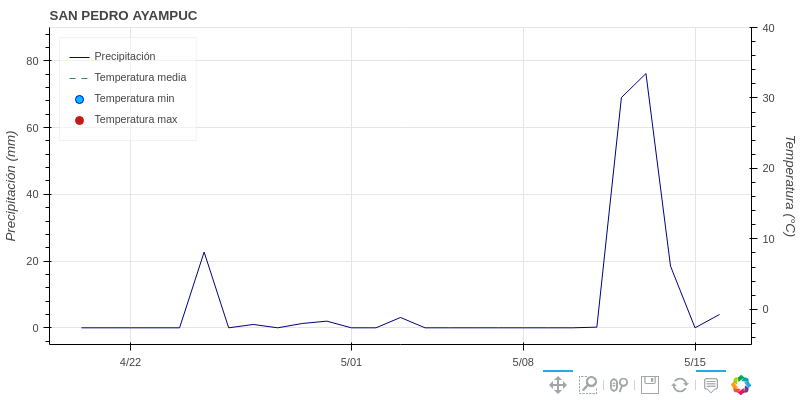 SAN PEDRO AYAMPUC
Precipitación
Temperatura media
Temperatura min
Temperatura max
Precipitación (mm)
80
60
40
20
0
40
30
20
10
0
Temperatura (°C)
4/22
5/01
5/08
5/15